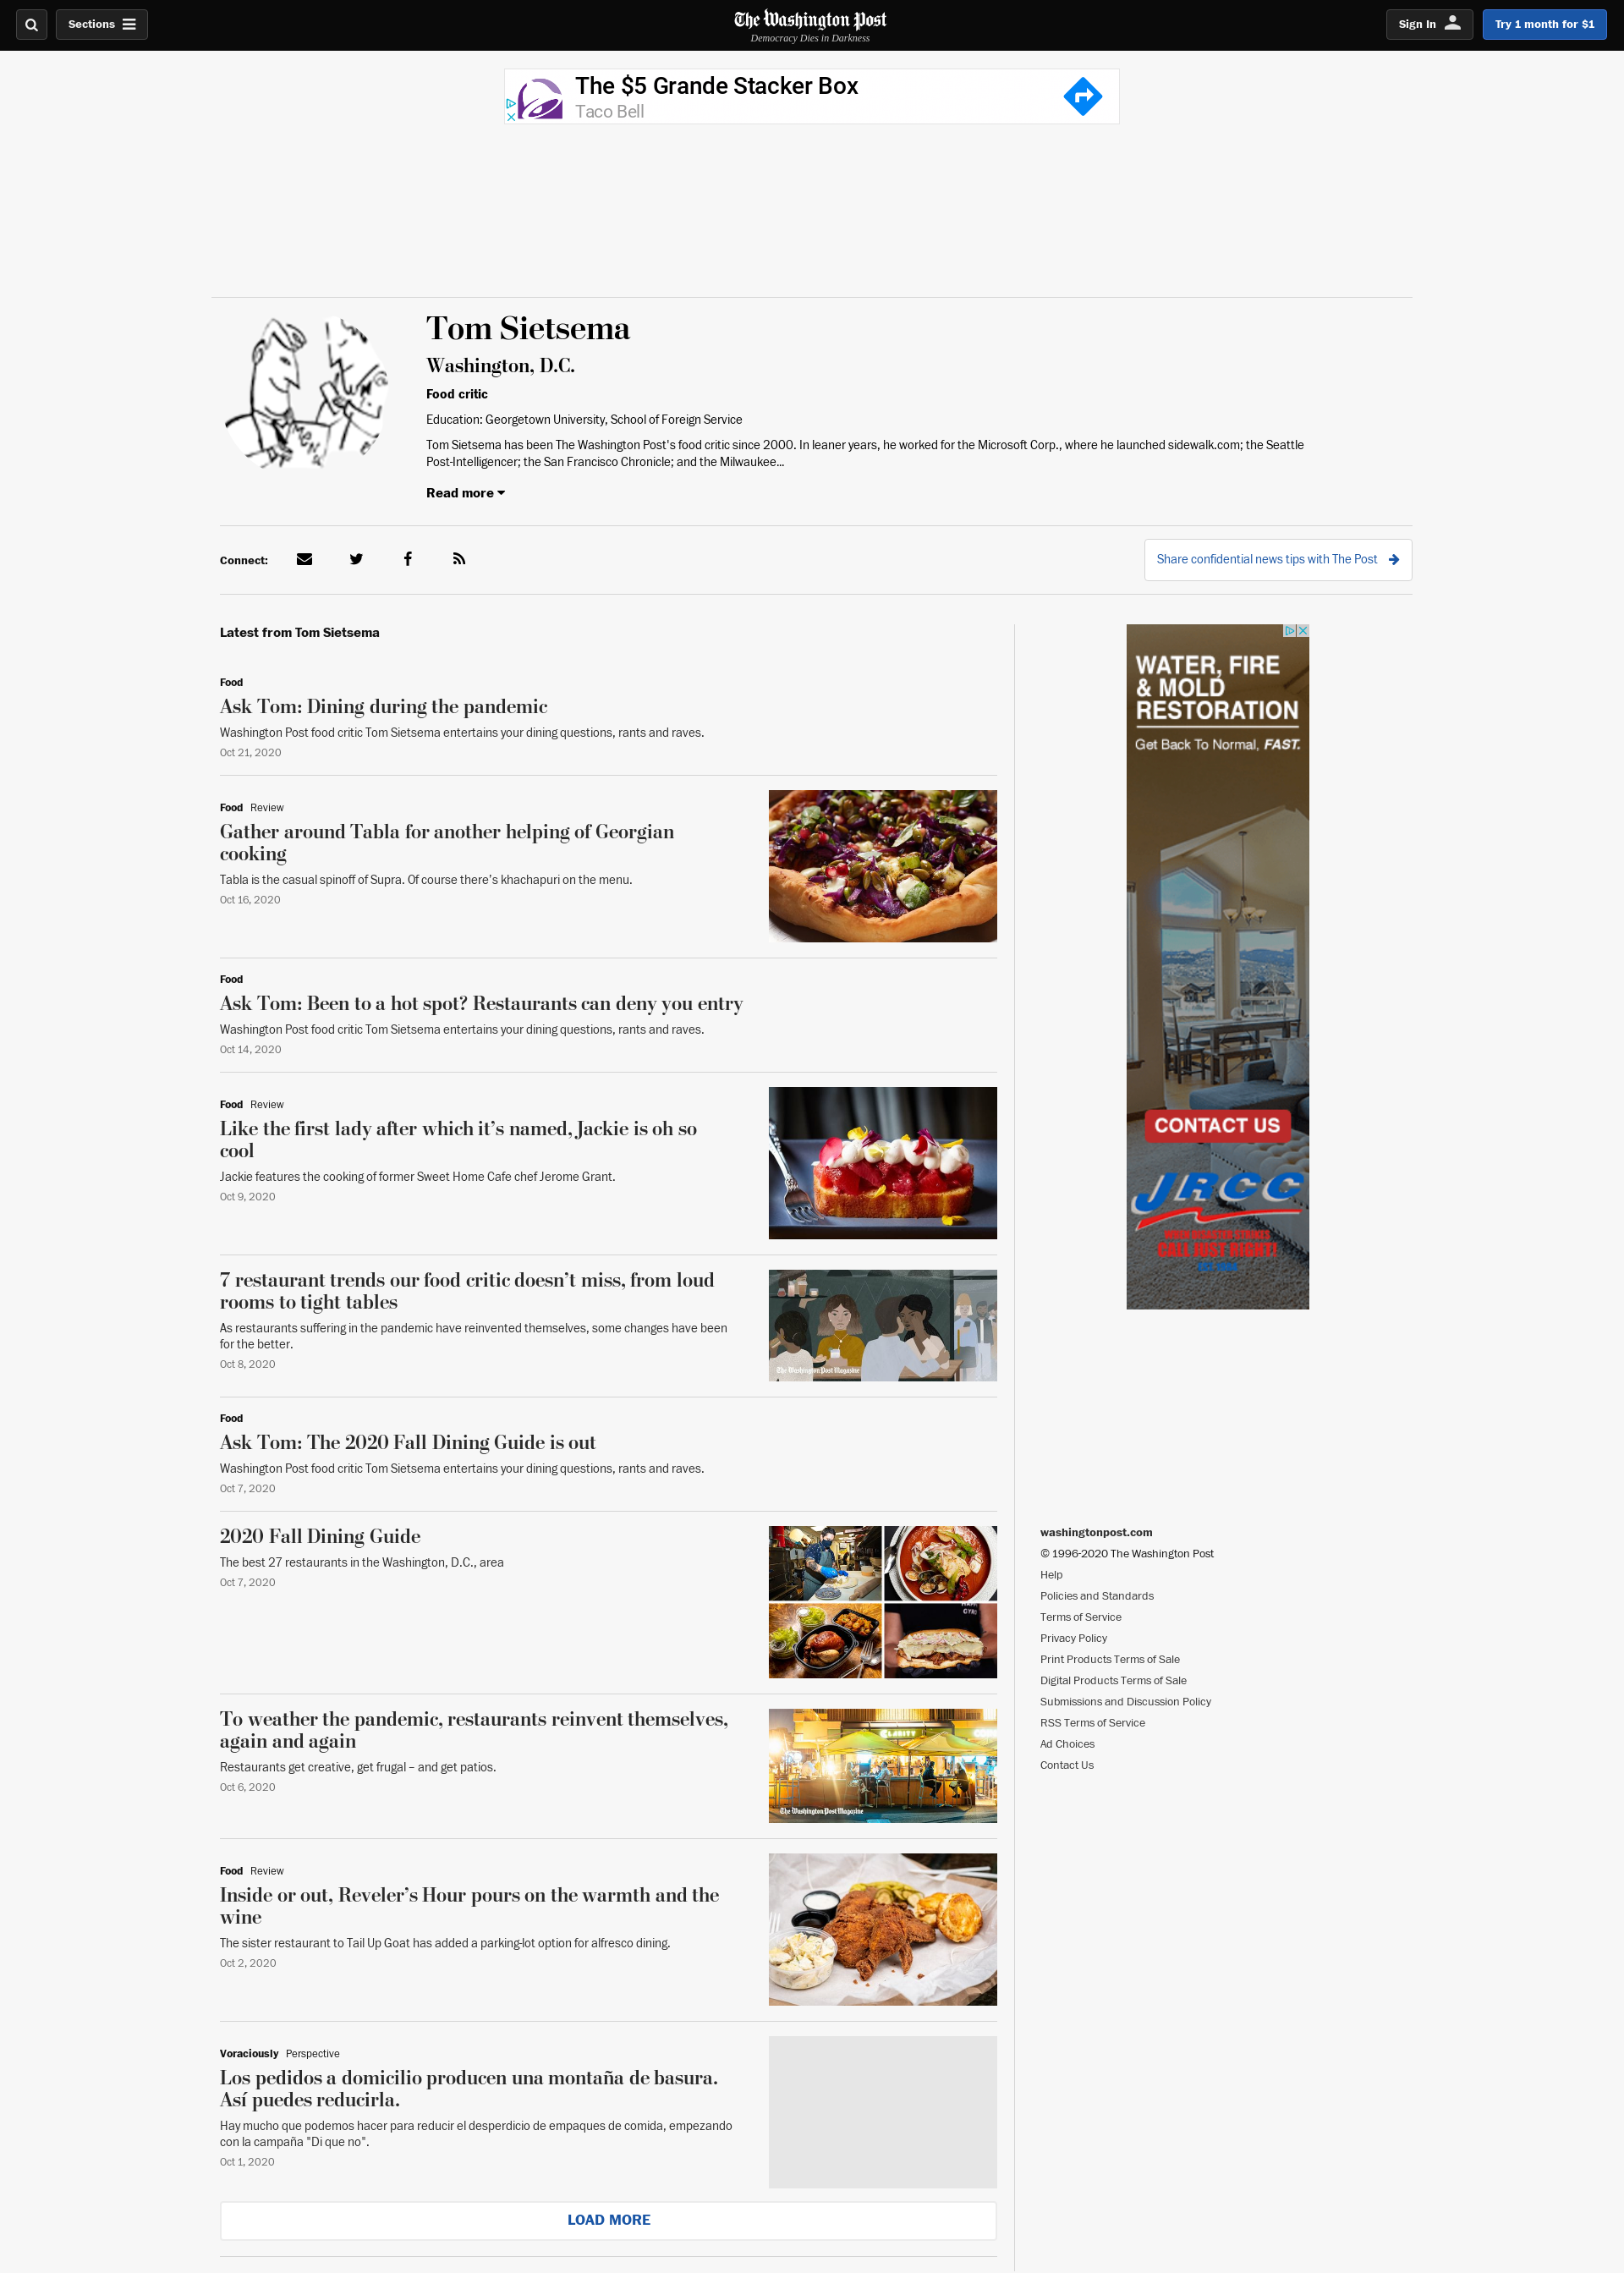 Sections
The Washington Post
Democracy Dies in Darkness
Sign In
Try 1 month for $1
The $5 Grande Stacker Box
Taco Bell
Tom Sietsema
Washington, D.C.
Food critic
Education: Georgetown University, School of Foreign Service
Tom Sietsema has been The Washington Post's food critic since 2000. In leaner years, he worked for the Microsoft Corp., where he launched sidewalk.com; the Seattle
Post-Intelligencer; the San Francisco Chronicle; and the Milwaukee...
Read more
Connect:
Share confidential news tips with The Post
Latest from Tom Sietsema
Food
Ask Tom: Dining during the pandemic
Washington Post food critic Tom Sietsema entertains your dining questions, rants and raves.
Oct 21, 2020
Food Review
Gather around Tabla for another helping of Georgian
cooking
Tabla is the casual spinoff of Supra. Of course there's khachapuri on the menu.
Oct 16, 2020
Food
Ask Tom: Been to a hot spot? Restaurants can deny you entry
Washington Post food critic Tom Sietsema entertains your dining questions, rants and raves.
Oct 14, 2020
Food Review
Like the first lady after which it's named, Jackie is oh so
cool
Jackie features the cooking of former Sweet Home Cafe chef Jerome Grant.
Oct 9, 2020
7 restaurant trends our food critic doesn't miss, from loud
rooms to tight tables
As restaurants suffering in the pandemic have reinvented themselves, some changes have been
for the better.
Oct 8, 2020
The Washington Post Magazine
Food
Ask Tom: The 2020 Fall Dining Guide is out
Washington Post food critic Tom Sietsema entertains your dining questions, rants and raves.
Oct 7, 2020
2020 Fall Dining Guide
The best 27 restaurants in the Washington, D.C., area
Oct 7, 2020
To weather the pandemic, restaurants reinvent themselves,
again and again
Restaurants get creative, get frugal – and get patios.
Oct 6, 2020
The Washington Post Magazine
Food Review
Inside or out, Reveler's Hour pours on the warmth and the
wine
The sister restaurant to Tail Up Goat has added a parking-lot option for alfresco dining.
Oct 2, 2020
Voraciously Perspective
Los pedidos a domicilio producen una montaña de basura.
Así puedes reducirla.
Hay mucho que podemos hacer para reducir el desperdicio de empaques de comida, empezando
con la campaña "Di que no".
Oct 1, 2020
LOAD MORE
WATER, FIRE
& MOLD
RESTORATION
Get Back To Normal, FAST.
CONTACT US
JRCC
WHEN DISASTER STRIKES
CALL JUST RIGHT!
washingtonpost.com
© 1996-2020 The Washington Post
Help
Policies and Standards
Terms of Service
Privacy Policy
Print Products Terms of Sale
Digital Products Terms of Sale
Submissions and Discussion Policy
RSS Terms of Service
Ad Choices
Contact Us